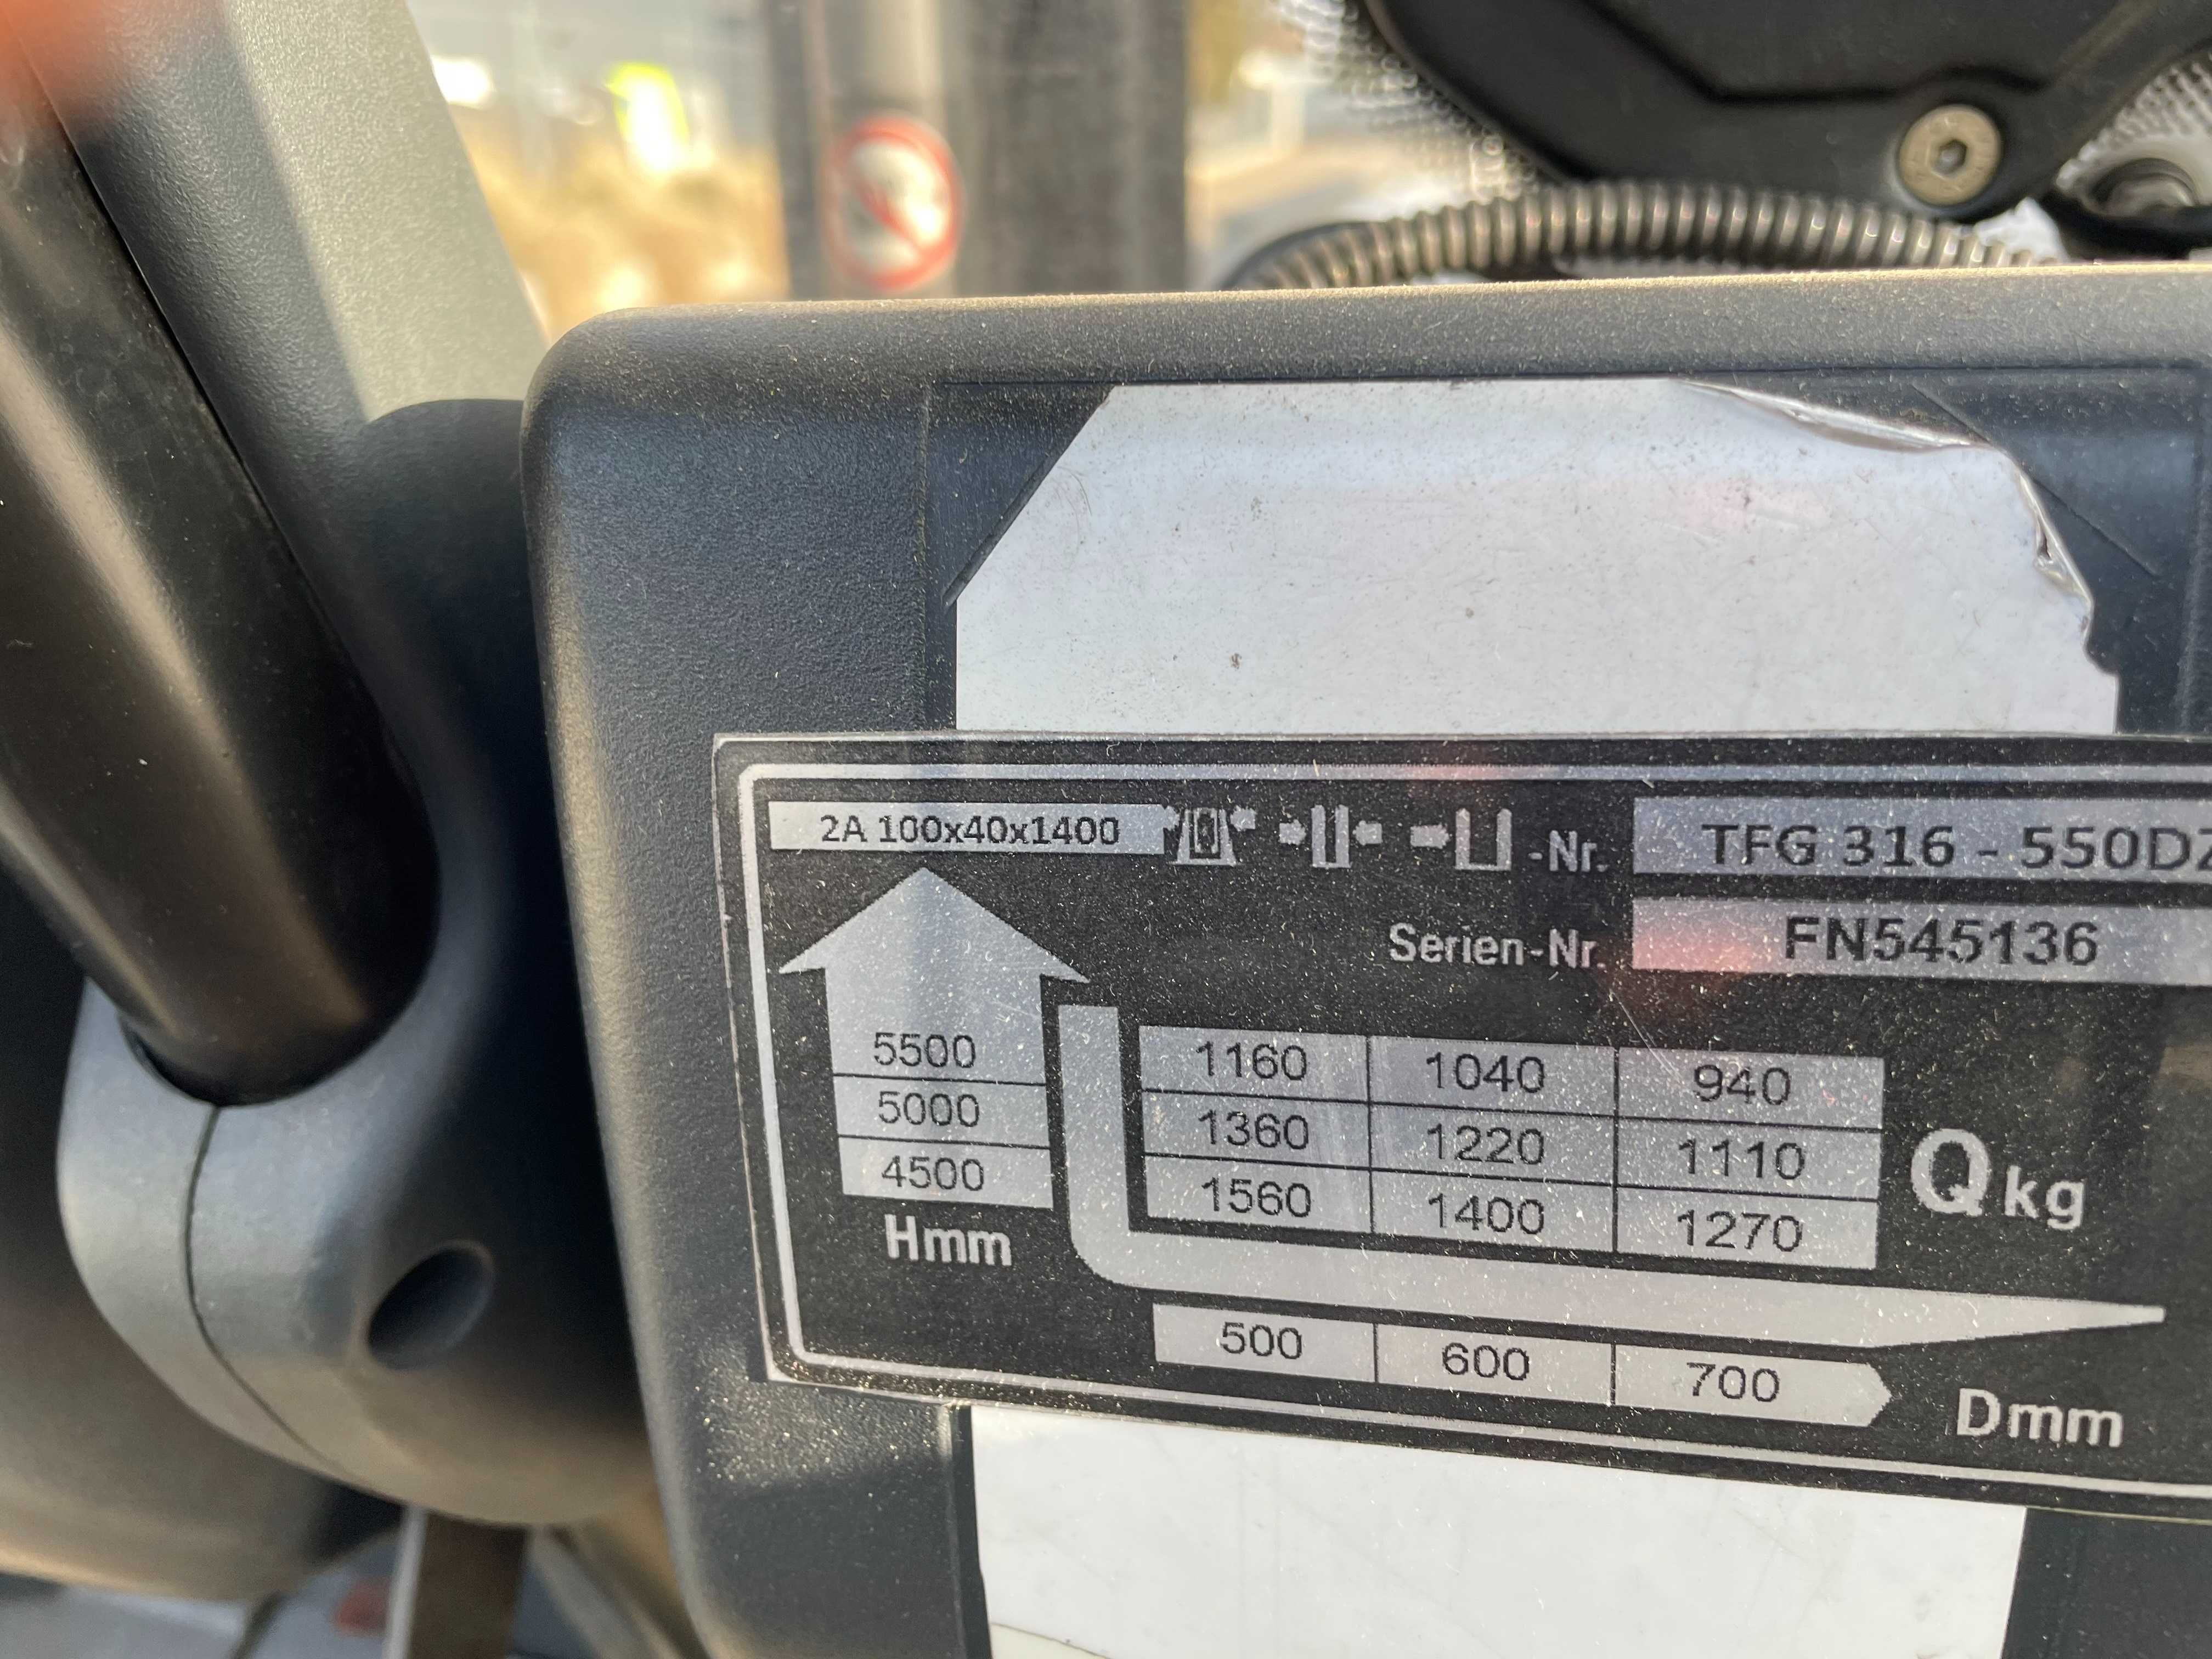 2A 100x40x1400
-Nr. TFG 316 - 550DZ
Serien-Nr. FN545136
5500 1160 1040 940
5000 1360 1220 1110
4500 1560 1400 1270
Hmm
Q kg
500 600 700
Dmm